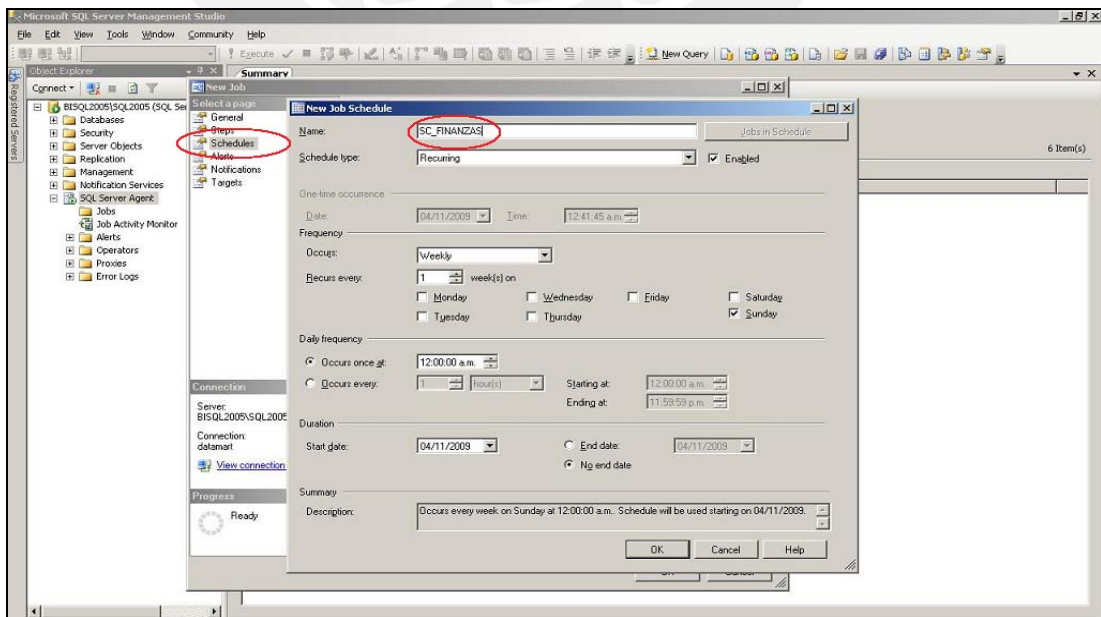 Microsoft SQL Server Management Studio
File Edit View Tools Window Community Help
Execute New Query
Registered Servers
Object Explorer
Connect
BISQL2005\SQL2005 (SQL Se
Databases
Security
Server Objects
Replication
Management
Notification Services
SQL Server Agent
Jobs
Job Activity Monitor
Alerts
Operators
Proxies
Error Logs
Summary
6 Item(s)
New Job
Select a page
General
Steps
Schedules
Alerts
Notifications
Targets
Connection
Server:
BISQL2005\SQL2005
Connection:
datamart
View connection
Progress
Ready
New Job Schedule
Name: SC_FINANZAS Jobs in Schedule
Schedule type: Recurring Enabled
One-time occurrence
Date: 04/11/2009 Time: 12:41:45 a.m.
Frequency
Occurs: Weekly
Recurs every: 1 week(s) on
Monday Wednesday Friday Saturday
Tuesday Thursday Sunday
Daily frequency
Occurs once at: 12:00:00 a.m.
Occurs every: 1 hour(s) Starting at: 12:00:00 a.m.
Ending at: 11:59:59 p.m.
Duration
Start date: 04/11/2009 End date: 04/11/2009
No end date
Summary
Description: Occurs every week on Sunday at 12:00:00 a.m.. Schedule will be used starting on 04/11/2009.
OK Cancel Help